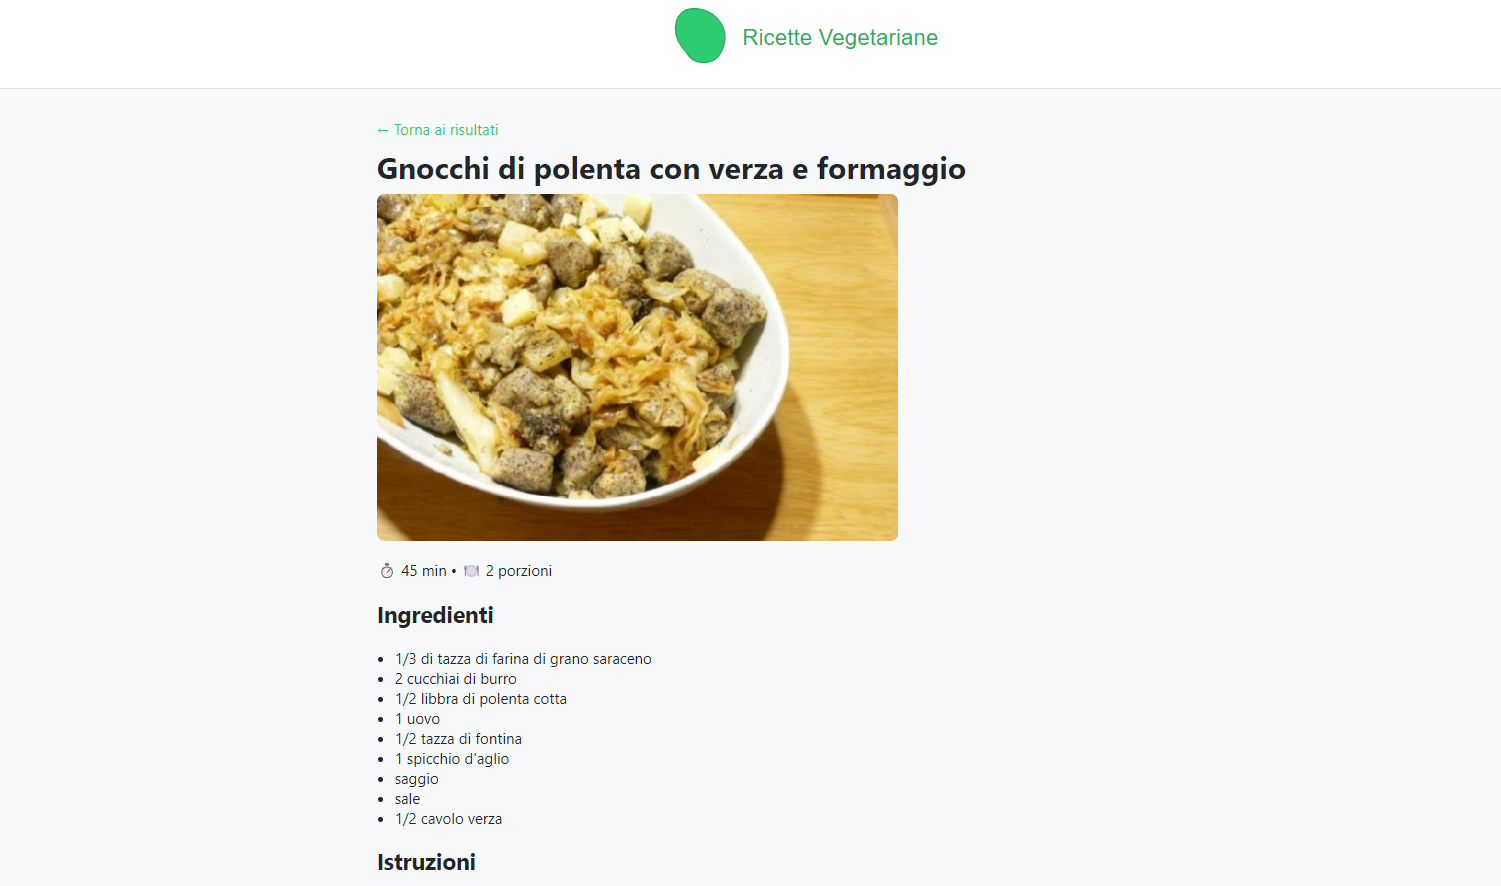 Ricette Vegetariane
← Torna ai risultati
Gnocchi di polenta con verza e formaggio
45 min • 2 porzioni
Ingredienti
1/3 di tazza di farina di grano saraceno
2 cucchiai di burro
1/2 libbra di polenta cotta
1 uovo
1/2 tazza di fontina
1 spicchio d'aglio
saggio
sale
1/2 cavolo verza
Istruzioni